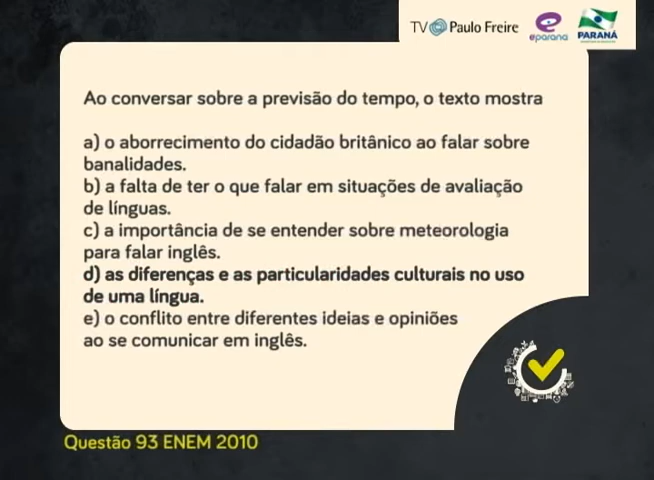 TV Paulo Freire
eparana
PARANÁ
Ao conversar sobre a previsão do tempo, o texto mostra
a) o aborrecimento do cidadão britânico ao falar sobre
banalidades.
b) a falta de ter o que falar em situações de avaliação
de línguas.
c) a importância de se entender sobre meteorologia
para falar inglês.
d) as diferenças e as particularidades culturais no uso
de uma língua.
e) o conflito entre diferentes ideias e opiniões
ao se comunicar em inglês.
Questão 93 ENEM 2010